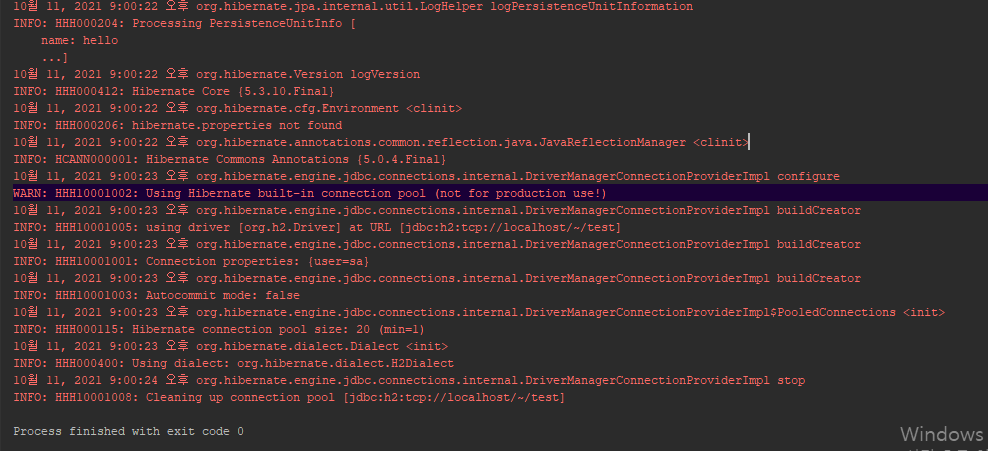 10월 11, 2021 9:00:22 오후 org.hibernate.jpa.internal.util.LogHelper logPersistenceUnitInformation
INFO: HHH000204: Processing PersistenceUnitInfo [
name: hello
...]
10월 11, 2021 9:00:22 오후 org.hibernate.Version logVersion
INFO: HHH000412: Hibernate Core {5.3.10.Final}
10월 11, 2021 9:00:22 오후 org.hibernate.cfg.Environment <clinit>
INFO: HHH000206: hibernate.properties not found
10월 11, 2021 9:00:22 오후 org.hibernate.annotations.common.reflection.java.JavaReflectionManager <clinit>
INFO: HCANN000001: Hibernate Commons Annotations {5.0.4.Final}
10월 11, 2021 9:00:23 오후 org.hibernate.engine.jdbc.connections.internal.DriverManagerConnectionProviderImpl configure
WARN: HHH10001002: Using Hibernate built-in connection pool (not for production use!)
10월 11, 2021 9:00:23 오후 org.hibernate.engine.jdbc.connections.internal.DriverManagerConnectionProviderImpl buildCreator
INFO: HHH10001005: using driver [org.h2.Driver] at URL [jdbc:h2:tcp://localhost/~/test]
10월 11, 2021 9:00:23 오후 org.hibernate.engine.jdbc.connections.internal.DriverManagerConnectionProviderImpl buildCreator
INFO: HHH10001001: Connection properties: {user=sa}
10월 11, 2021 9:00:23 오후 org.hibernate.engine.jdbc.connections.internal.DriverManagerConnectionProviderImpl buildCreator
INFO: HHH10001003: Autocommit mode: false
10월 11, 2021 9:00:23 오후 org.hibernate.engine.jdbc.connections.internal.DriverManagerConnectionProviderImpl$PooledConnections <init>
INFO: HHH000115: Hibernate connection pool size: 20 (min=1)
10월 11, 2021 9:00:23 오후 org.hibernate.dialect.Dialect <init>
INFO: HHH000400: Using dialect: org.hibernate.dialect.H2Dialect
10월 11, 2021 9:00:24 오후 org.hibernate.engine.jdbc.connections.internal.DriverManagerConnectionProviderImpl stop
INFO: HHH10001008: Cleaning up connection pool [jdbc:h2:tcp://localhost/~/test]
Process finished with exit code 0
Windows